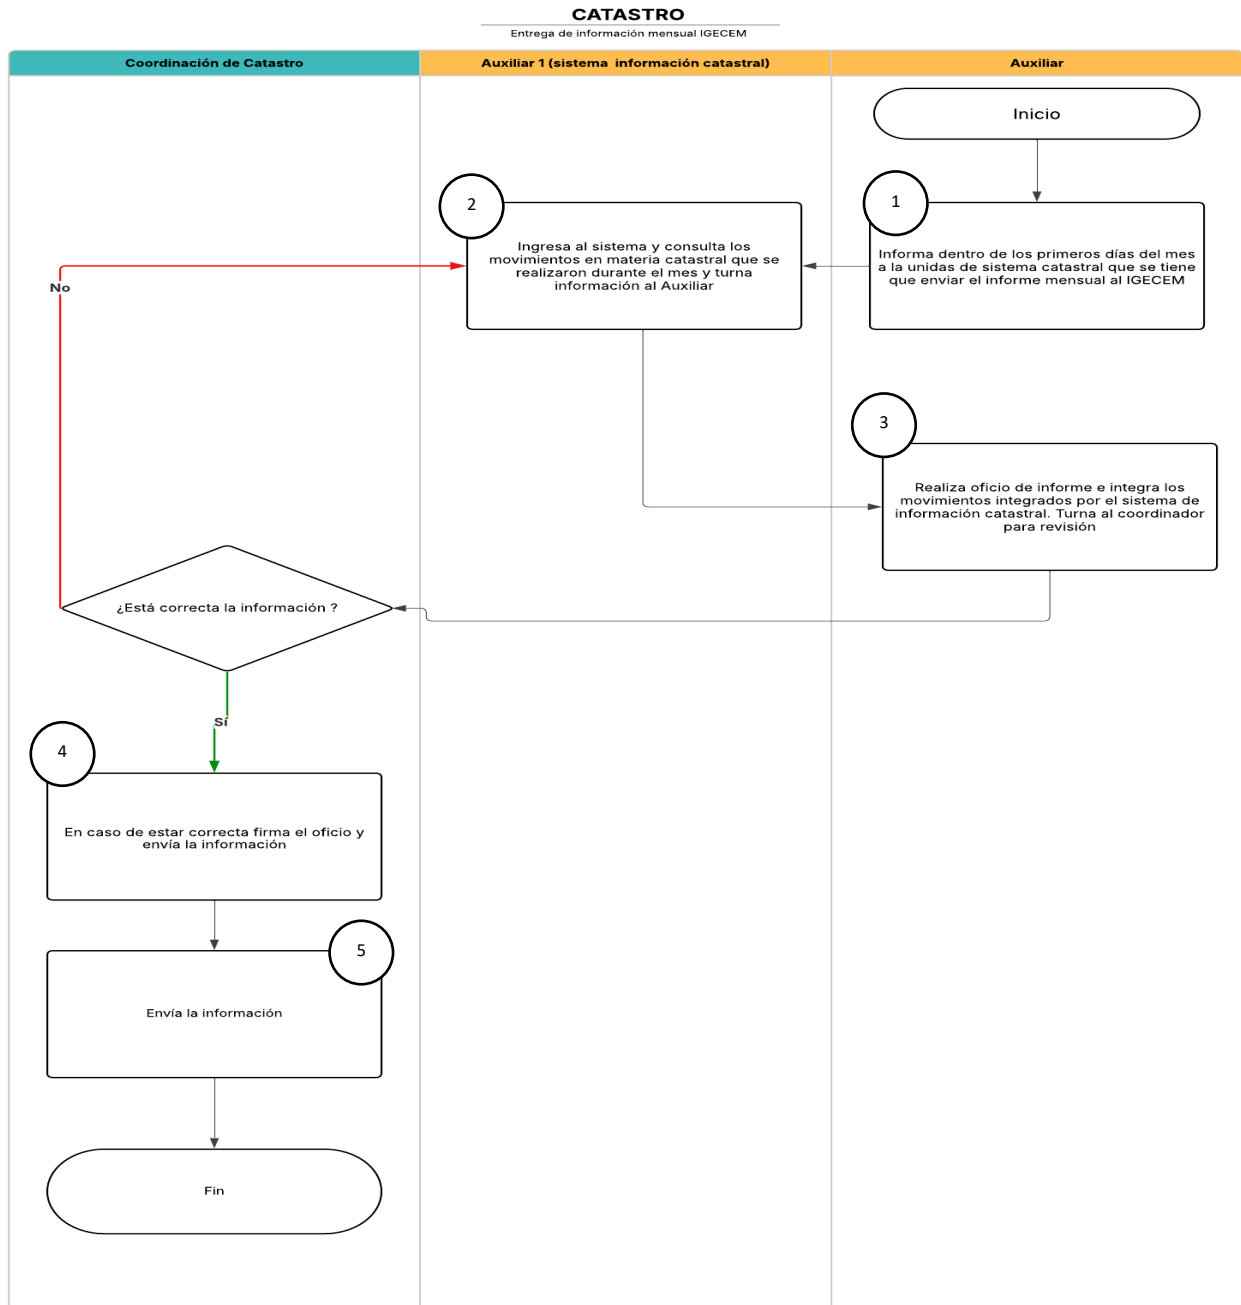 CATASTRO
Entrega de información mensual IGECEM
Coordinación de Catastro
Auxiliar 1 (sistema información catastral)
Auxiliar
Inicio
1
Informa dentro de los primeros días del mes
a la unidas de sistema catastral que se tiene
que enviar el informe mensual al IGECEM
2
Ingresa al sistema y consulta los
movimientos en materia catastral que se
realizaron durante el mes y turna
información al Auxiliar
3
Realiza oficio de informe e integra los
movimientos integrados por el sistema de
información catastral. Turna al coordinador
para revisión
¿Está correcta la información ?
No
Sí
4
En caso de estar correcta firma el oficio y
envía la información
5
Envía la información
Fin